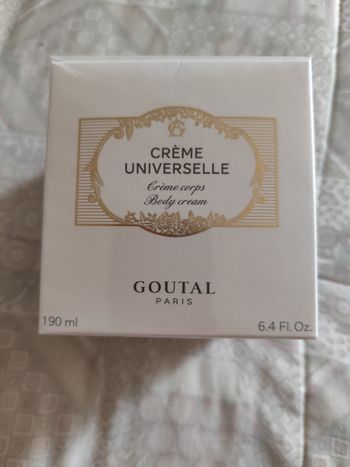 CRÈME
UNIVERSELLE
Crème corps
Body cream
GOUTAL
PARIS
190 ml
6.4 Fl. Oz.